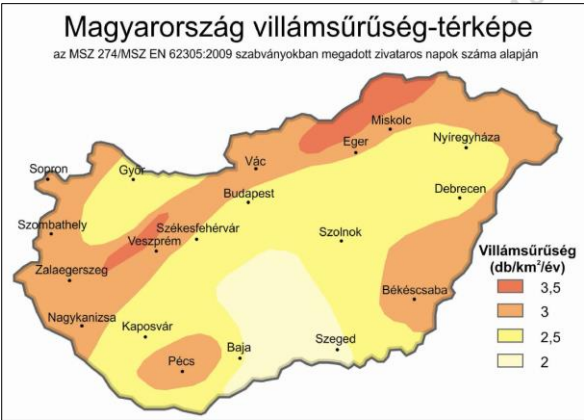 Magyarország villámsűrűség-térképe
az MSZ 274/MSZ EN 62305:2009 szabványokban megadott zivataros napok száma alapján
Miskolc
Nyíregyháza
Eger
Vác
Sopron
Győr
Budapest
Debrecen
Szombathely
Székesfehérvár
Szolnok
Veszprém
Zalaegerszeg
Békéscsaba
Nagykanizsa
Kaposvár
Baja
Szeged
Pécs
Villámsűrűség
(db/km²/év)
3,5
3
2,5
2